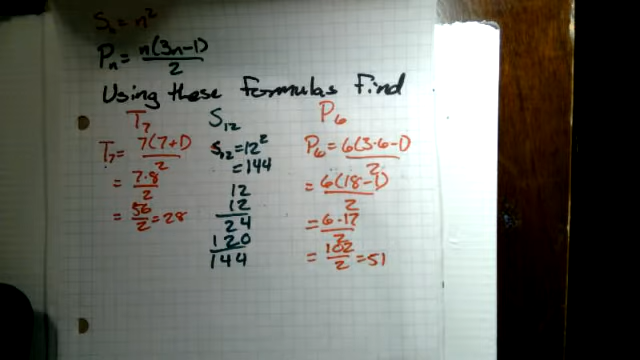 Sₙ = n²
Pₙ = n(3n-1)/2
Using these formulas Find
T₇
T₇ = 7(7+1)/2
= 7·8/2
= 56/2 = 28
S₁₂
S₁₂ = 12²
= 144
12
12
24
120
144
P₆
P₆ = 6(3·6-1)/2
= 6(18-1)/2
= 6·17/2
= 102/2 = 51